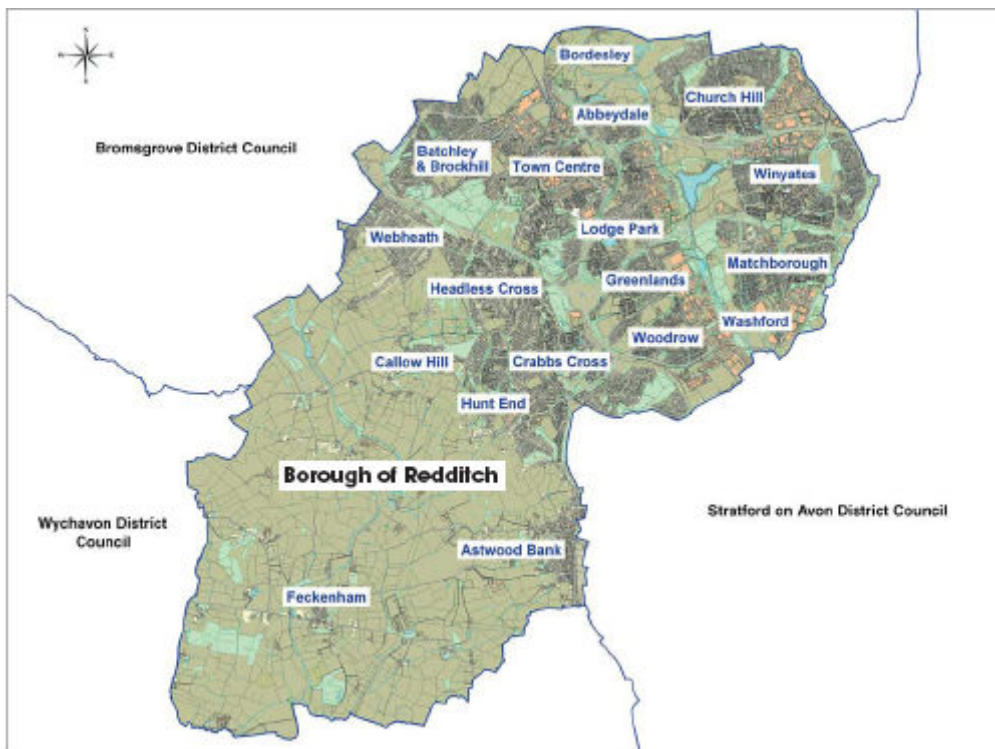 Bordesley
Church Hill
Abbeydale
Bromsgrove District Council
Batchley
& Brockhill
Town Centre
Winyates
Webheath
Lodge Park
Matchborough
Greenlands
Headless Cross
Washford
Woodrow
Callow Hill
Crabbs Cross
Hunt End
Borough of Redditch
Wychavon District
Council
Stratford on Avon District Council
Astwood Bank
Feckenham